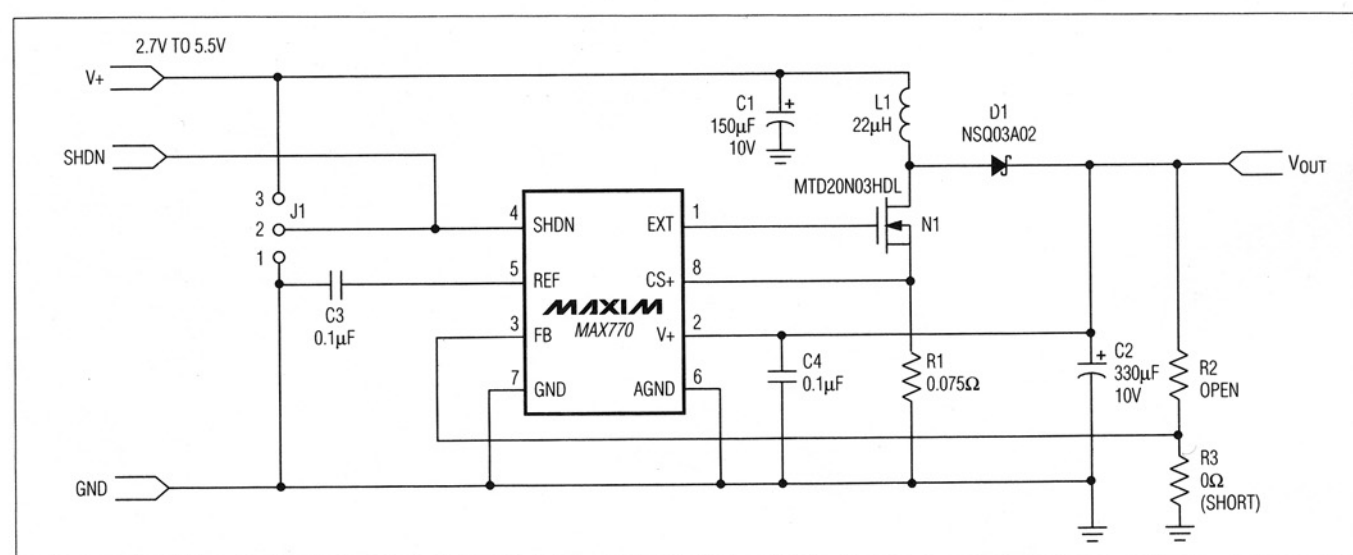 2.7V TO 5.5V
V+
SHDN
GND
3
2
1
J1
C3
0.1µF
4 SHDN
5 REF
3 FB
7 GND
EXT 1
CS+ 8
V+ 2
AGND 6
MAXIM
MAX770
C1
150µF
10V
L1
22µH
D1
NSQ03A02
MTD20N03HDL
N1
VOUT
C4
0.1µF
R1
0.075Ω
C2
330µF
10V
R2
OPEN
R3
0Ω
(SHORT)